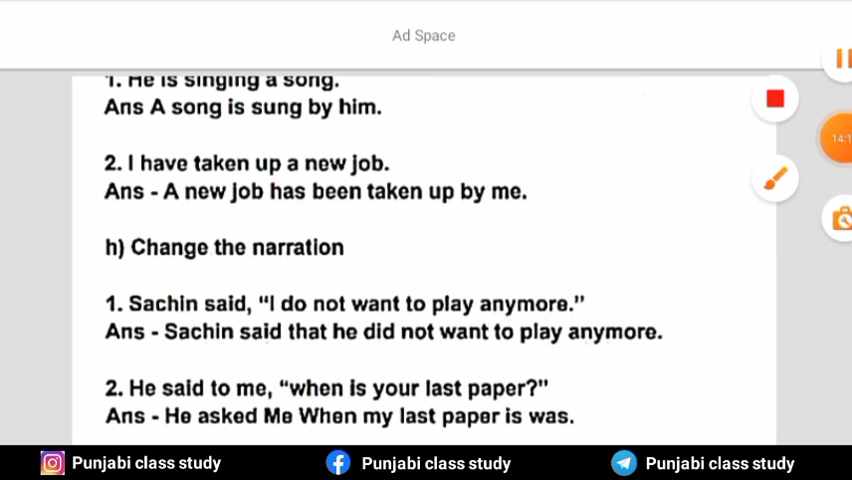 Ad Space
1. He is singing a song.
Ans A song is sung by him.
2. I have taken up a new job.
Ans - A new job has been taken up by me.
h) Change the narration
1. Sachin said, “I do not want to play anymore.”
Ans - Sachin said that he did not want to play anymore.
2. He said to me, “when is your last paper?”
Ans - He asked Me When my last paper is was.
Punjabi class study Punjabi class study Punjabi class study